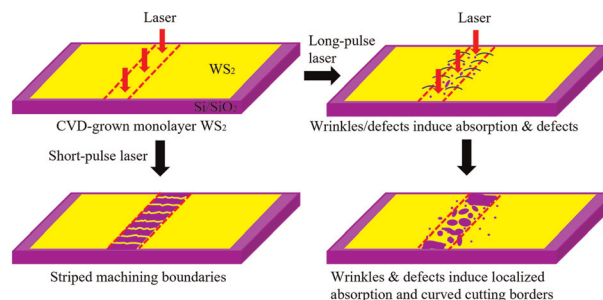 Laser
Long-pulse
laser
Laser
WS₂
WS₂
Si/SiO₂
CVD-grown monolayer WS₂
Wrinkles/defects induce absorption & defects
Short-pulse laser
Striped machining boundaries
Wrinkles & defects induce localized
absorption and curved cutting borders